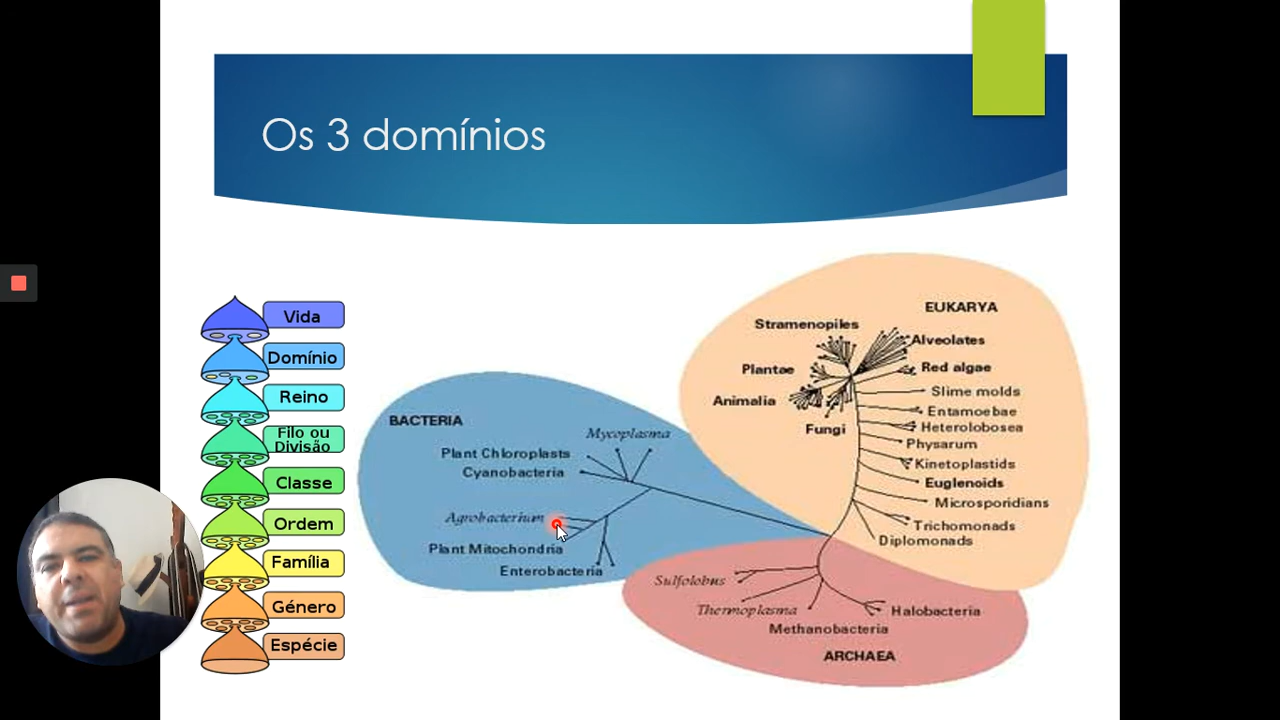 Os 3 domínios
Vida
Domínio
Reino
Filo ou
Divisão
Classe
Ordem
Família
Género
Espécie
BACTERIA
Mycoplasma
Plant Chloroplasts
Cyanobacteria
Agrobacterium
Plant Mitochondria
Enterobacteria
EUKARYA
Stramenopiles
Alveolates
Plantae
Red algae
Animalia
Slime molds
Entamoebae
Fungi
Heterolobosea
Physarum
Kinetoplastids
Euglenoids
Microsporidians
Trichomonads
Diplomonads
Sulfolobus
Thermoplasma
Halobacteria
Methanobacteria
ARCHAEA